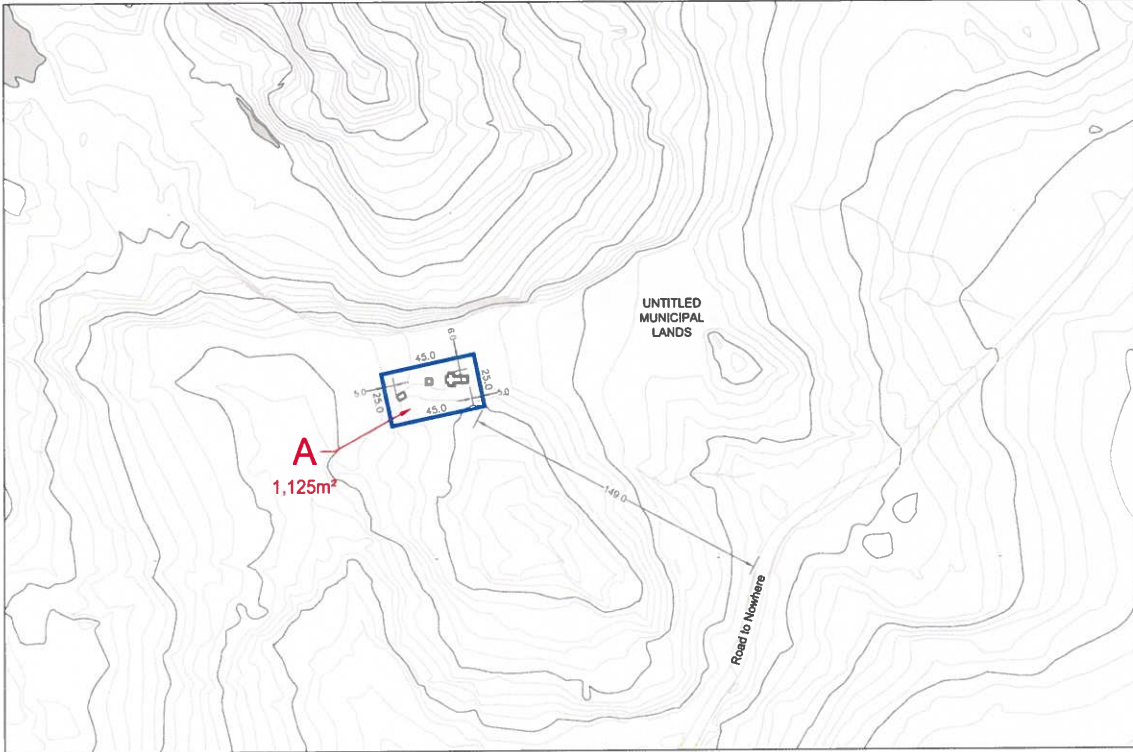 UNTITLED
MUNICIPAL
LANDS
6.0
45.0
5.0
25.0
25.0
5.0
45.0
A
1,125m²
149.0
Road to Nowhere